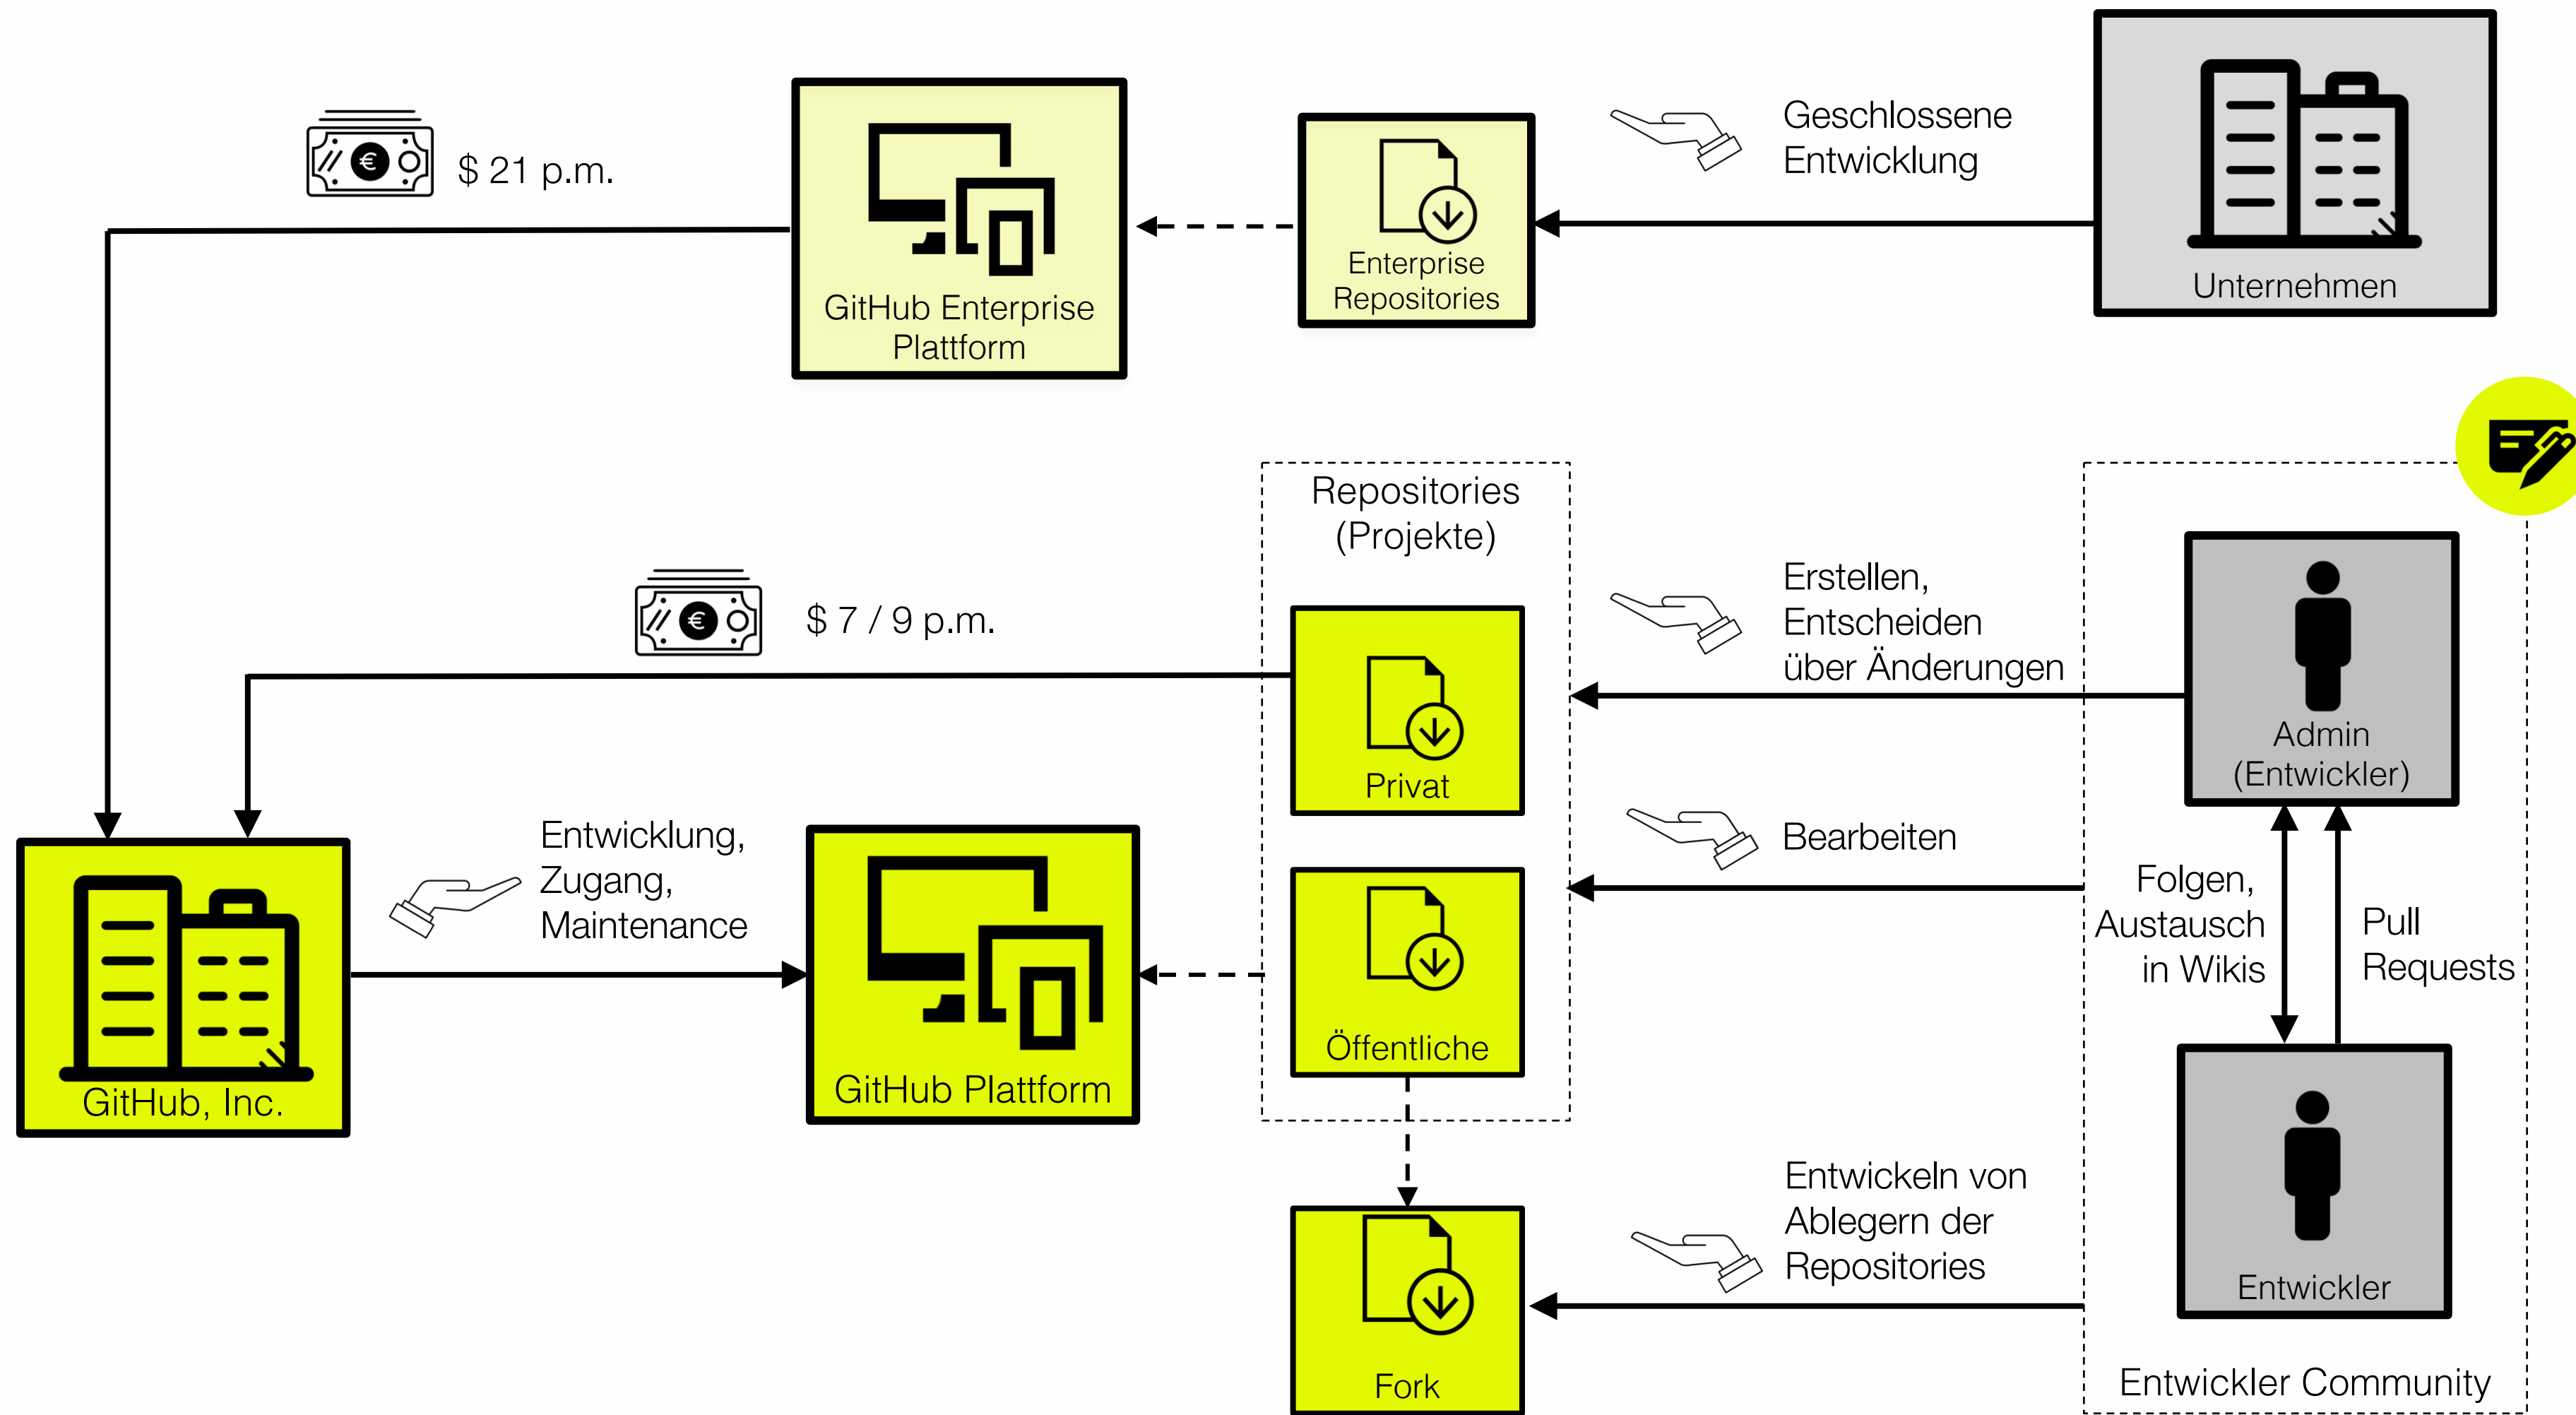 $ 21 p.m.
GitHub Enterprise
Plattform
Enterprise
Repositories
Geschlossene
Entwicklung
Unternehmen
$ 7 / 9 p.m.
Repositories
(Projekte)
Privat
Öffentliche
Erstellen,
Entscheiden
über Änderungen
Bearbeiten
Admin
(Entwickler)
Folgen,
Austausch
in Wikis
Pull
Requests
GitHub, Inc.
Entwicklung,
Zugang,
Maintenance
GitHub Plattform
Fork
Entwickeln von
Ablegern der
Repositories
Entwickler
Entwickler Community